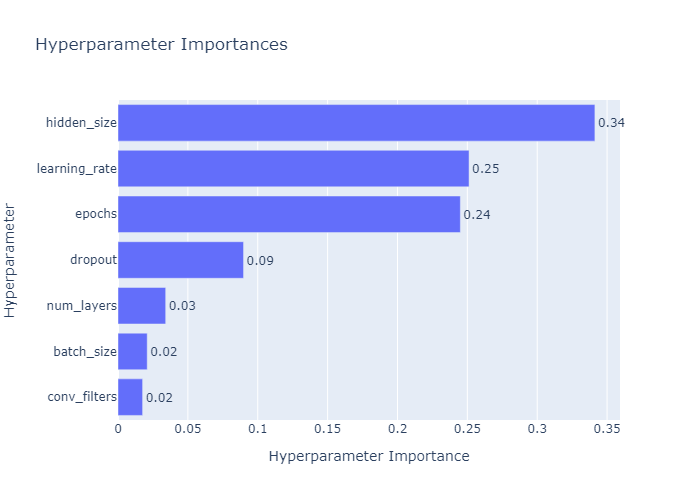 Hyperparameter Importances
Hyperparameter
hidden_size 0.34
learning_rate 0.25
epochs 0.24
dropout 0.09
num_layers 0.03
batch_size 0.02
conv_filters 0.02
0 0.05 0.1 0.15 0.2 0.25 0.3 0.35
Hyperparameter Importance